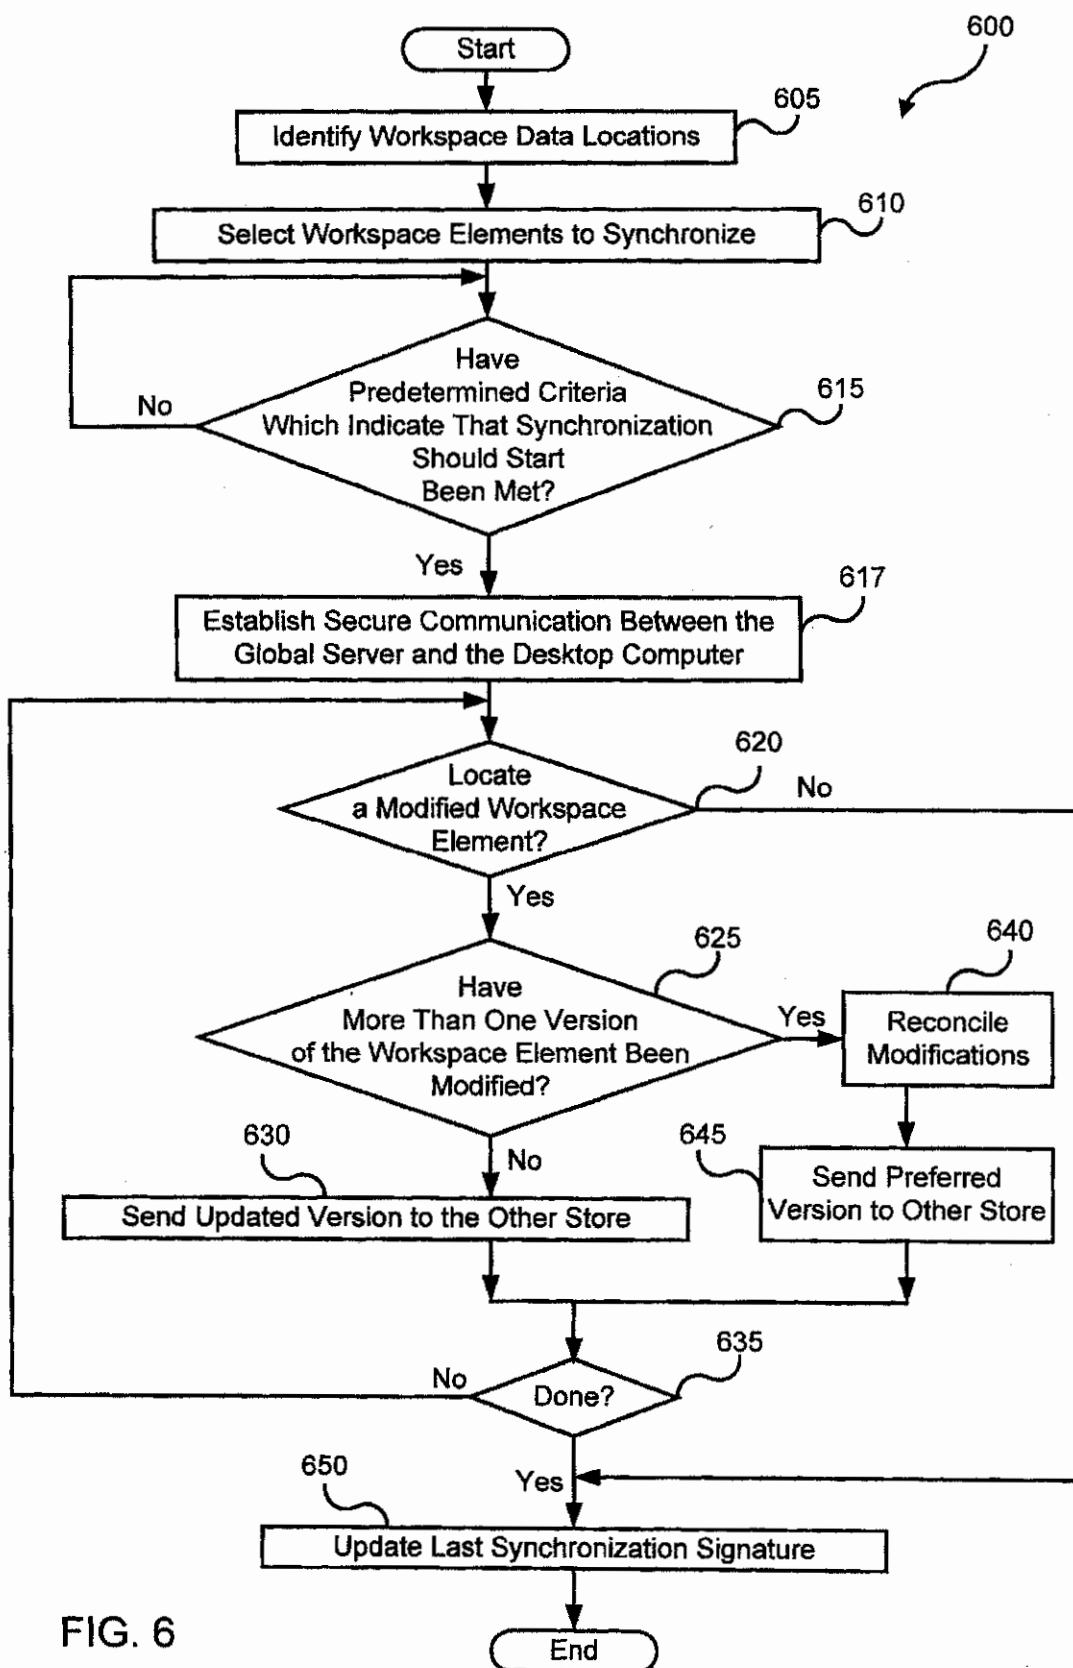 600
Start
605
Identify Workspace Data Locations
610
Select Workspace Elements to Synchronize
Have
Predetermined Criteria
Which Indicate That Synchronization
Should Start
Been Met?
615
No
Yes
617
Establish Secure Communication Between the
Global Server and the Desktop Computer
620
Locate
a Modified Workspace
Element?
No
Yes
625
Have
More Than One Version
of the Workspace Element Been
Modified?
Yes
640
Reconcile
Modifications
630
No
Send Updated Version to the Other Store
645
Send Preferred
Version to Other Store
635
No
Done?
Yes
650
Update Last Synchronization Signature
End
FIG. 6